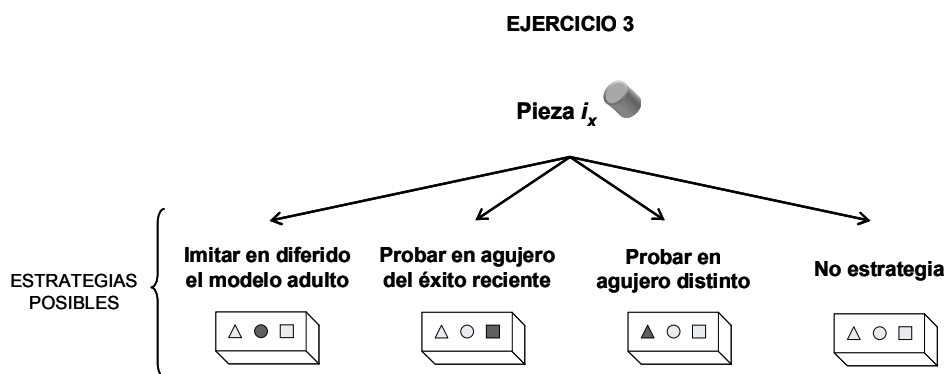 EJERCICIO 3
Pieza ix
ESTRATEGIAS
POSIBLES
Imitar en diferido
el modelo adulto
Probar en agujero
del éxito reciente
Probar en
agujero distinto
No estrategia